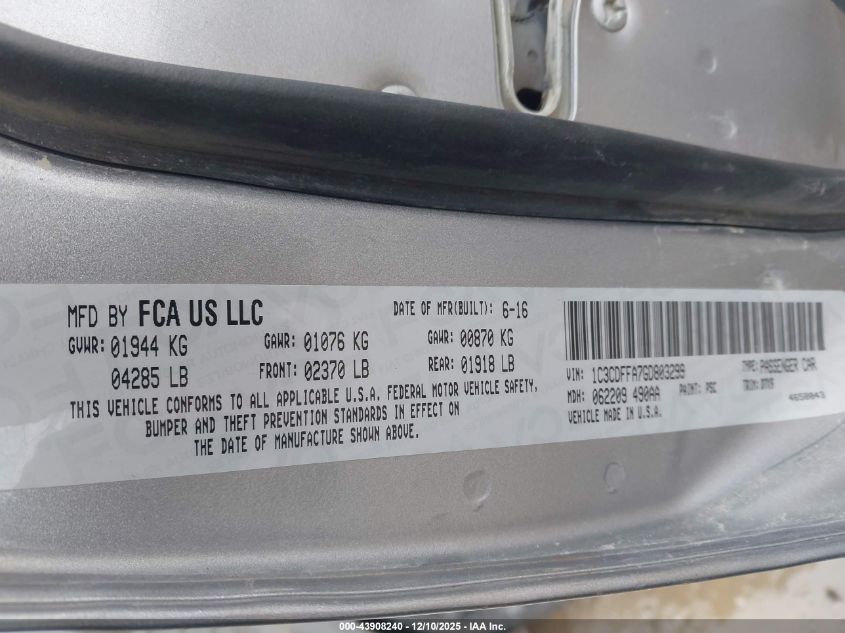 MFD BY FCA US LLC DATE OF MFR(BUILT): 6-16
GVWR: 01944 KG GAWR: 01076 KG GAWR: 00870 KG
04285 LB FRONT: 02370 LB REAR: 01918 LB
THIS VEHICLE CONFORMS TO ALL APPLICABLE U.S.A. FEDERAL MOTOR VEHICLE SAFETY,
BUMPER AND THEFT PREVENTION STANDARDS IN EFFECT ON
THE DATE OF MANUFACTURE SHOWN ABOVE.
VIN: 1C3CDFFA7GD803299 TYPE: PASSENGER CAR
MDH: 062209 490AA PAINT: PSC TRIM:
VEHICLE MADE IN U.S.A. 4650043
000-43908240 - 12/10/2025 - IAA Inc.